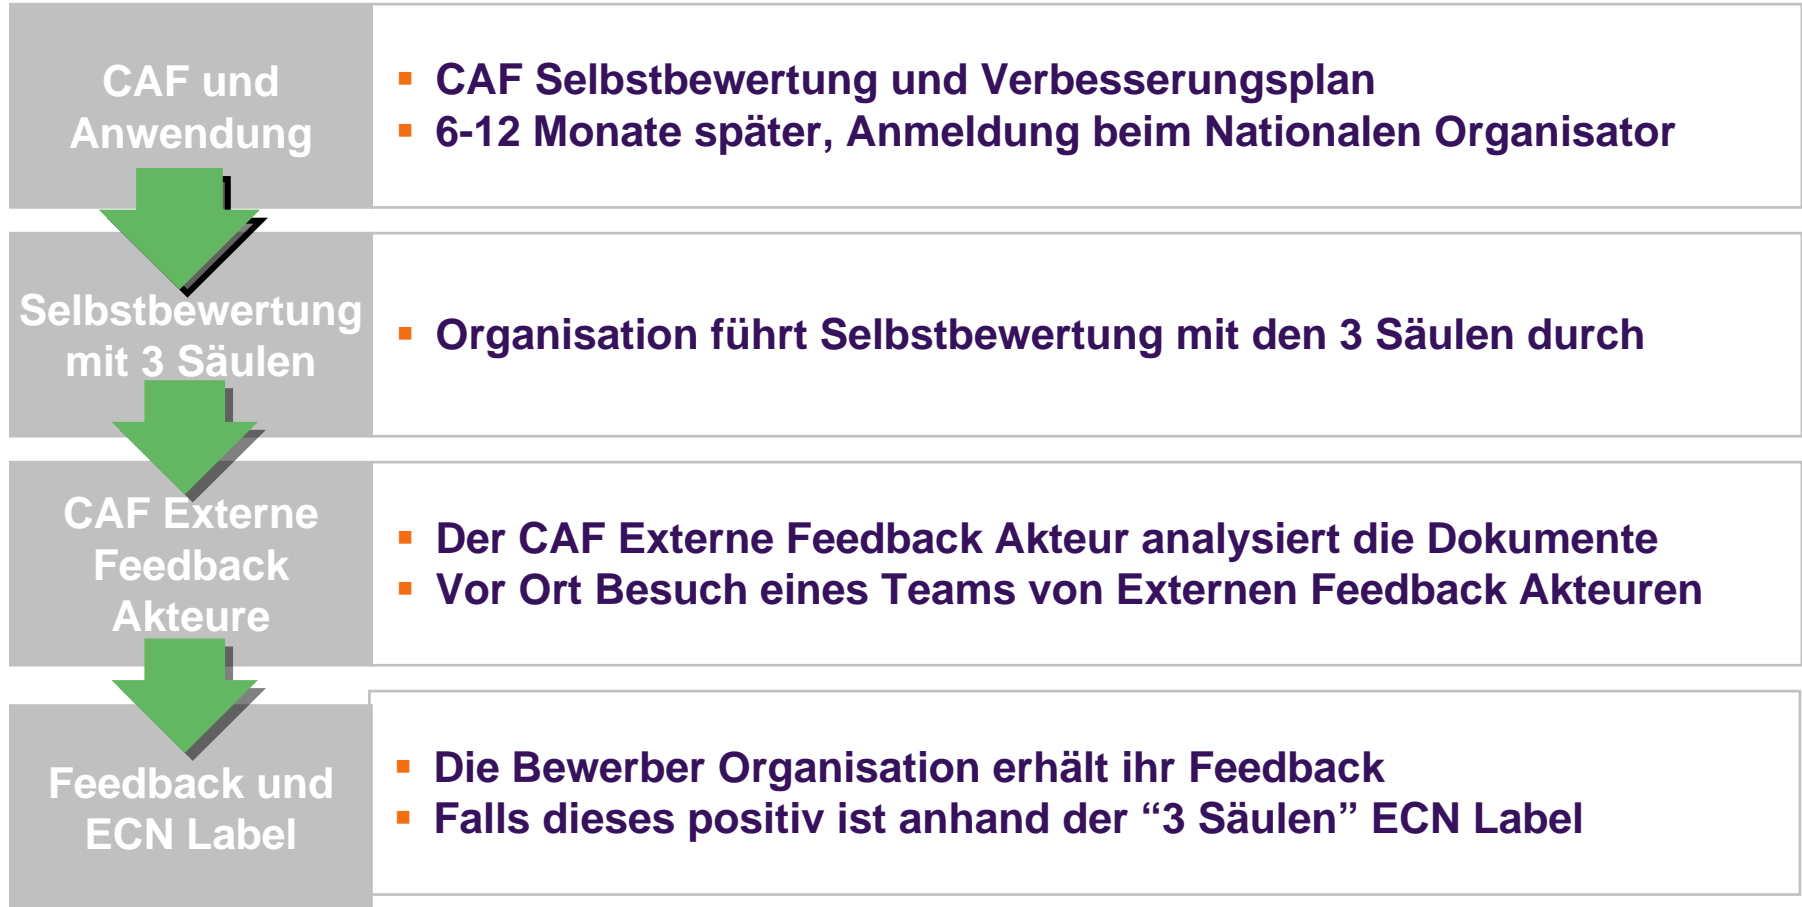 CAF und
Anwendung
▪ CAF Selbstbewertung und Verbesserungsplan
▪ 6-12 Monate später, Anmeldung beim Nationalen Organisator
Selbstbewertung
mit 3 Säulen
▪ Organisation führt Selbstbewertung mit den 3 Säulen durch
CAF Externe
Feedback
Akteure
▪ Der CAF Externe Feedback Akteur analysiert die Dokumente
▪ Vor Ort Besuch eines Teams von Externen Feedback Akteuren
Feedback und
ECN Label
▪ Die Bewerber Organisation erhält ihr Feedback
▪ Falls dieses positiv ist anhand der “3 Säulen” ECN Label